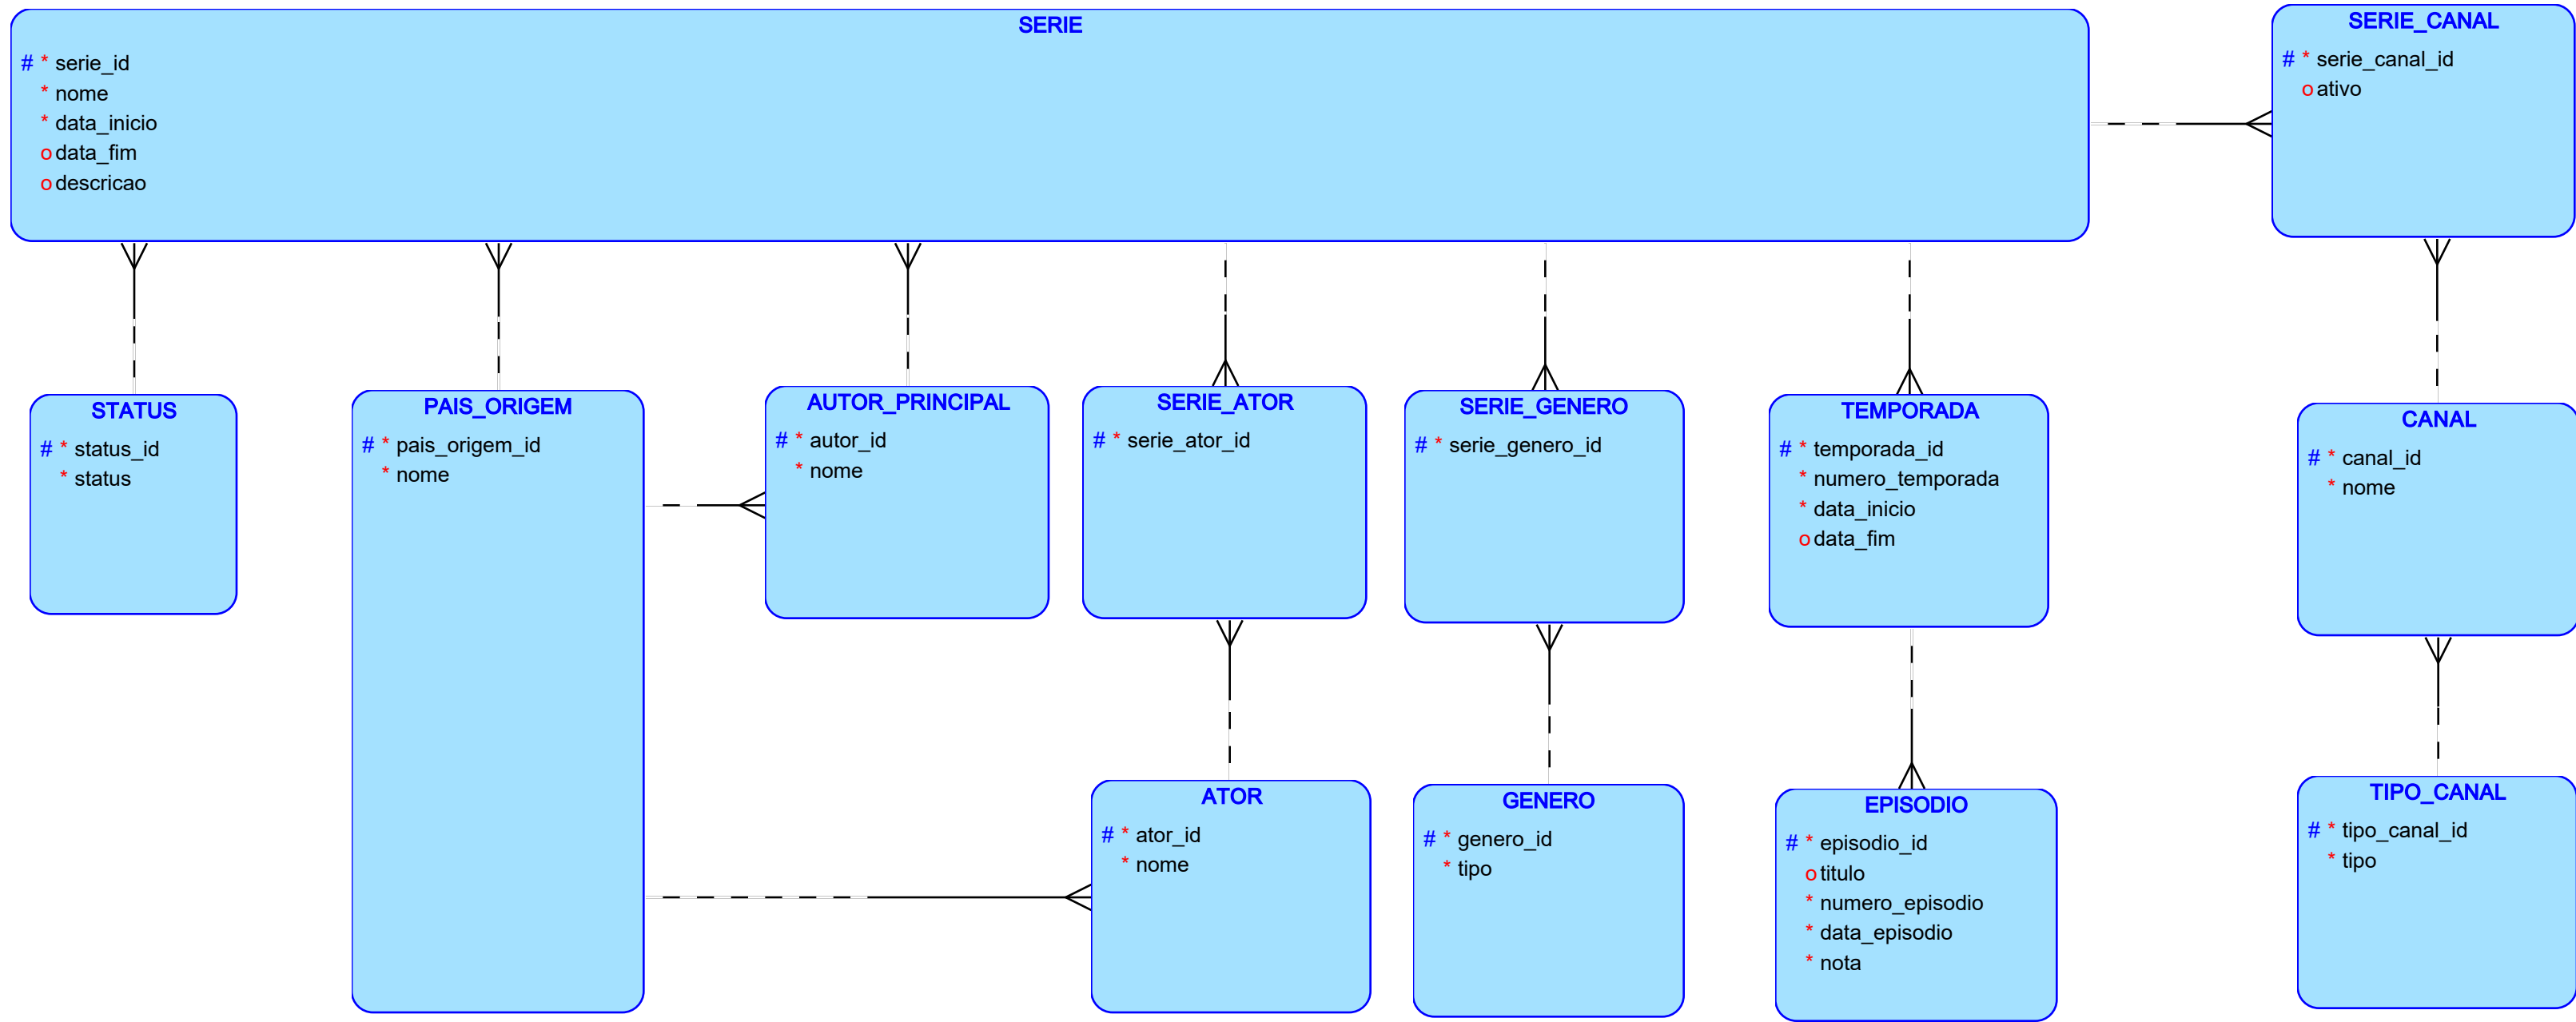 SERIE
# * serie_id
* nome
* data_inicio
o data_fim
o descricao
SERIE_CANAL
# * serie_canal_id
o ativo
STATUS
# * status_id
* status
PAIS_ORIGEM
# * pais_origem_id
* nome
AUTOR_PRINCIPAL
# * autor_id
* nome
SERIE_ATOR
# * serie_ator_id
SERIE_GENERO
# * serie_genero_id
TEMPORADA
# * temporada_id
* numero_temporada
* data_inicio
o data_fim
CANAL
# * canal_id
* nome
ATOR
# * ator_id
* nome
GENERO
# * genero_id
* tipo
EPISODIO
# * episodio_id
o titulo
* numero_episodio
* data_episodio
* nota
TIPO_CANAL
# * tipo_canal_id
* tipo